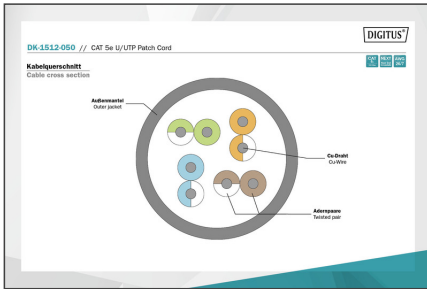 DIGITUS®
DK-1512-050 // CAT 5e U/UTP Patch Cord
Kabelquerschnitt
Cable cross section
Außenmantel
Outer jacket
Cu-Draht
Cu-Wire
Adernpaare
Twisted pair